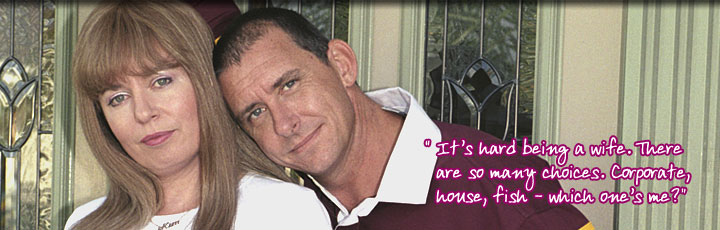 "It's hard being a wife. There
are so many choices. Corporate,
house, fish - which one's me?"